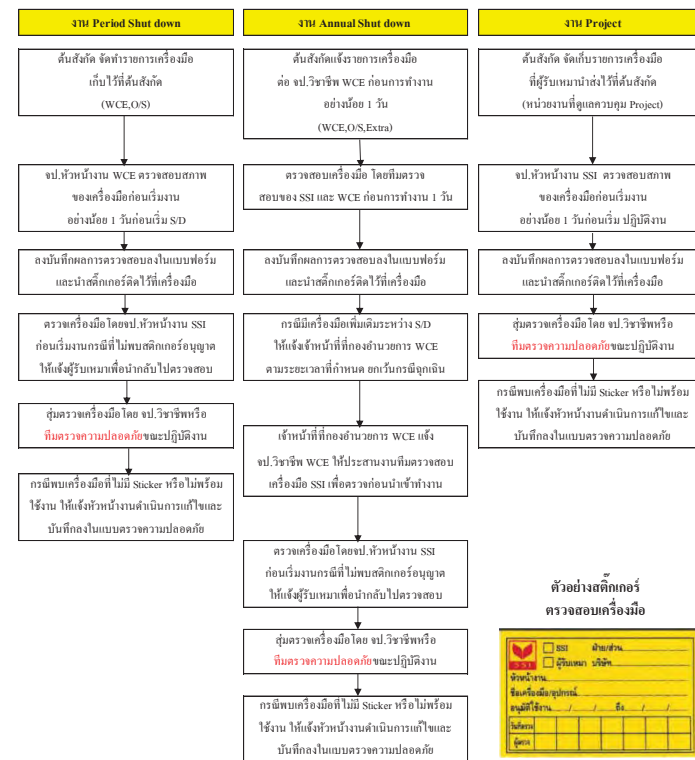 งาน Period Shut down
ต้นสังกัด จัดทำรายการเครื่องมือ
เก็บไว้ที่ต้นสังกัด
(WCE,O/S)
จป.หัวหน้างาน WCE ตรวจสอบสภาพ
ของเครื่องมือก่อนเริ่มงาน
อย่างน้อย 1 วันก่อนเริ่ม S/D
ลงบันทึกผลการตรวจสอบลงในแบบฟอร์ม
และนำสติ๊กเกอร์ติดไว้ที่เครื่องมือ
ตรวจเครื่องมือโดยจป.หัวหน้างาน SSI
ก่อนเริ่มงานกรณีที่ไม่พบสติกเกอร์อนุญาต
ให้แจ้งผู้รับเหมาเพื่อนำกลับไปตรวจสอบ
สุ่มตรวจเครื่องมือโดย จป.วิชาชีพหรือ
ทีมตรวจความปลอดภัยขณะปฏิบัติงาน
กรณีพบเครื่องมือที่ไม่มี Sticker หรือไม่พร้อม
ใช้งาน ให้แจ้งหัวหน้างานดำเนินการแก้ไขและ
บันทึกลงในแบบตรวจความปลอดภัย
งาน Annual Shut down
ต้นสังกัดแจ้งรายการเครื่องมือ
ต่อ จป.วิชาชีพ WCE ก่อนการทำงาน
อย่างน้อย 1 วัน
(WCE,O/S,Extra)
ตรวจสอบเครื่องมือ โดยทีมตรวจ
สอบของ SSI และ WCE ก่อนการทำงาน 1 วัน
ลงบันทึกผลการตรวจสอบลงในแบบฟอร์ม
และนำสติ๊กเกอร์ติดไว้ที่เครื่องมือ
กรณีมีเครื่องมือเพิ่มเติมระหว่าง S/D
ให้แจ้งเจ้าหน้าที่ที่กองอำนวยการ WCE
ตามระยะเวลาที่กำหนด ยกเว้นกรณีฉุกเฉิน
เจ้าหน้าที่ที่กองอำนวยการ WCE แจ้ง
จป.วิชาชีพ WCE ให้ประสานงานทีมตรวจสอบ
เครื่องมือ SSI เพื่อตรวจก่อนนำเข้าทำงาน
ตรวจเครื่องมือโดยจป.หัวหน้างาน SSI
ก่อนเริ่มงานกรณีที่ไม่พบสติกเกอร์อนุญาต
ให้แจ้งผู้รับเหมาเพื่อนำกลับไปตรวจสอบ
สุ่มตรวจเครื่องมือโดย จป.วิชาชีพหรือ
ทีมตรวจความปลอดภัยขณะปฏิบัติงาน
กรณีพบเครื่องมือที่ไม่มี Sticker หรือไม่พร้อม
ใช้งาน ให้แจ้งหัวหน้างานดำเนินการแก้ไขและ
บันทึกลงในแบบตรวจความปลอดภัย
งาน Project
ต้นสังกัด จัดเก็บรายการเครื่องมือ
ที่ผู้รับเหมานำส่งไว้ที่ต้นสังกัด
(หน่วยงานที่ดูแลควบคุม Project)
จป.หัวหน้างาน SSI ตรวจสอบสภาพ
ของเครื่องมือก่อนเริ่มงาน
อย่างน้อย 1 วันก่อนเริ่ม ปฏิบัติงาน
ลงบันทึกผลการตรวจสอบลงในแบบฟอร์ม
และนำสติ๊กเกอร์ติดไว้ที่เครื่องมือ
สุ่มตรวจเครื่องมือโดย จป.วิชาชีพหรือ
ทีมตรวจความปลอดภัยขณะปฏิบัติงาน
กรณีพบเครื่องมือที่ไม่มี Sticker หรือไม่พร้อม
ใช้งาน ให้แจ้งหัวหน้างานดำเนินการแก้ไขและ
บันทึกลงในแบบตรวจความปลอดภัย
ตัวอย่างสติ๊กเกอร์
ตรวจสอบเครื่องมือ
SSI
SSI ฝ่าย/ส่วน
ผู้รับเหมา บริษัท
หัวหน้างาน
ชื่อเครื่องมือ/อุปกรณ์
อนุมัติใช้งาน / / ถึง / /
วันที่ตรวจ
ผู้ตรวจ